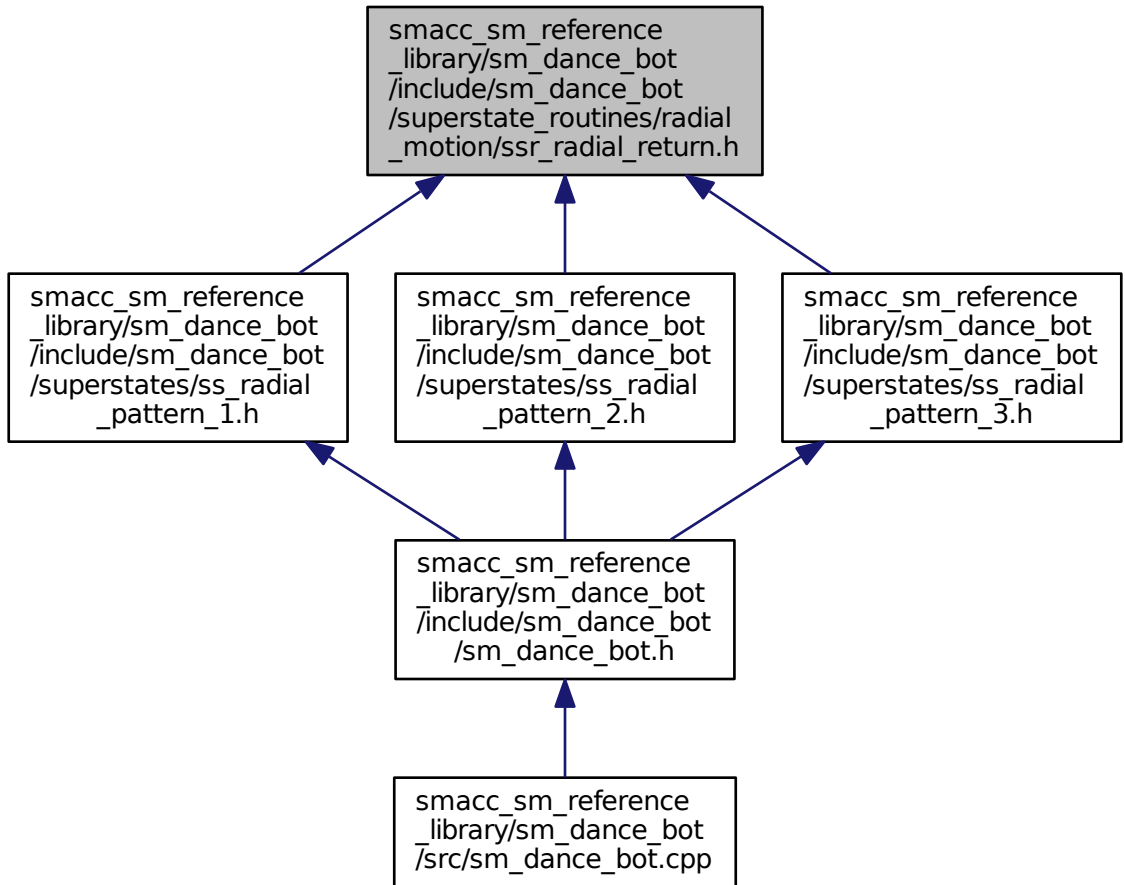 smacc_sm_reference
_library/sm_dance_bot
/include/sm_dance_bot
/superstate_routines/radial
_motion/ssr_radial_return.h
smacc_sm_reference
_library/sm_dance_bot
/include/sm_dance_bot
/superstates/ss_radial
_pattern_1.h
smacc_sm_reference
_library/sm_dance_bot
/include/sm_dance_bot
/superstates/ss_radial
_pattern_2.h
smacc_sm_reference
_library/sm_dance_bot
/include/sm_dance_bot
/superstates/ss_radial
_pattern_3.h
smacc_sm_reference
_library/sm_dance_bot
/include/sm_dance_bot
/sm_dance_bot.h
smacc_sm_reference
_library/sm_dance_bot
/src/sm_dance_bot.cpp